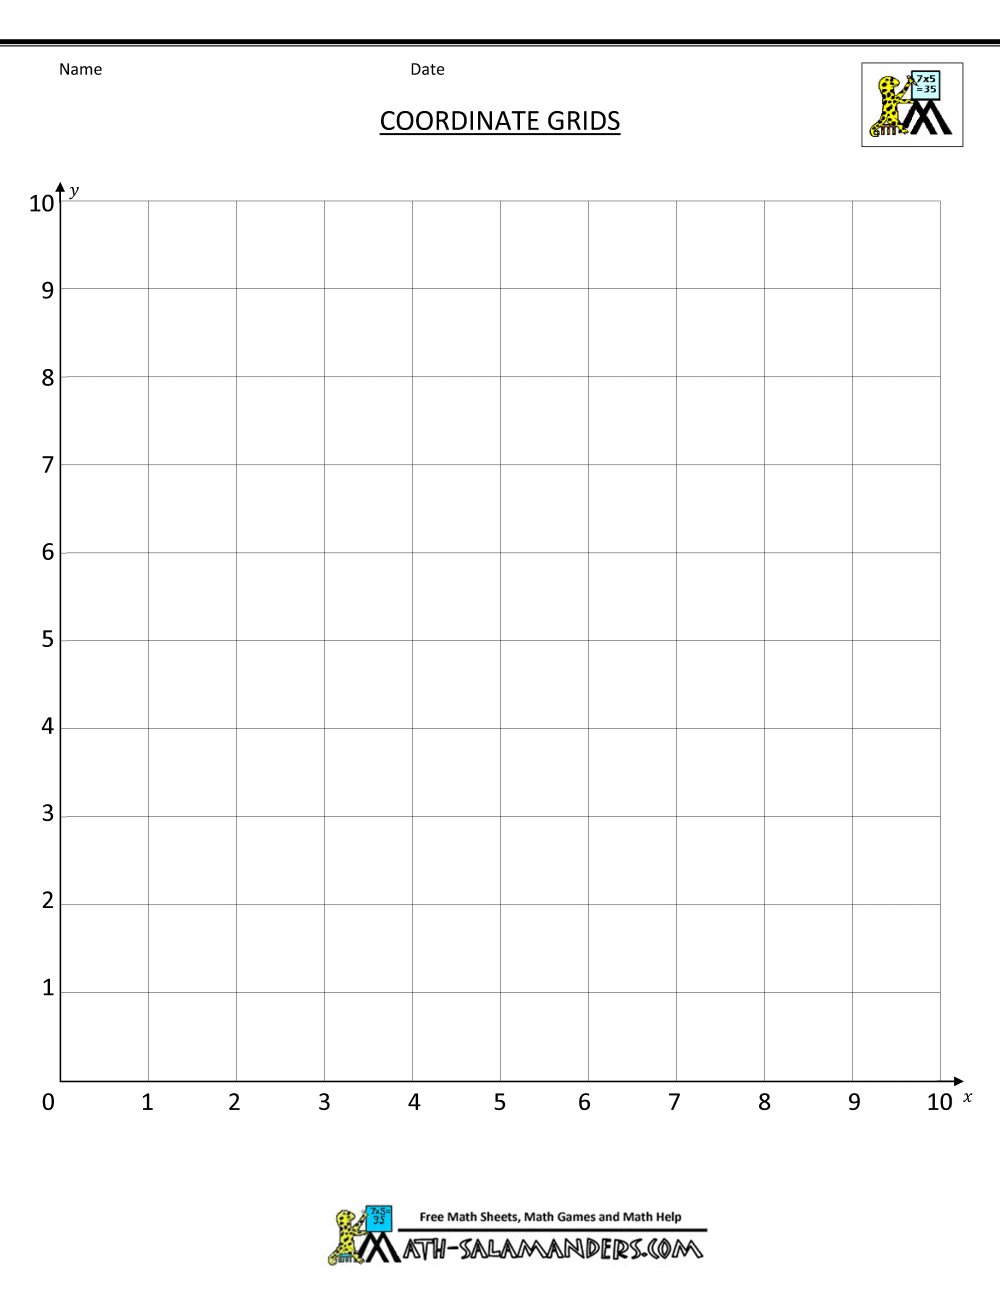 Name Date
7x5
=35
COORDINATE GRIDS
y
10
9
8
7
6
5
4
3
2
1
0 1 2 3 4 5 6 7 8 9 10 x
7x5=
35
Free Math Sheets, Math Games and Math Help
MATH-SALAMANDERS.COM